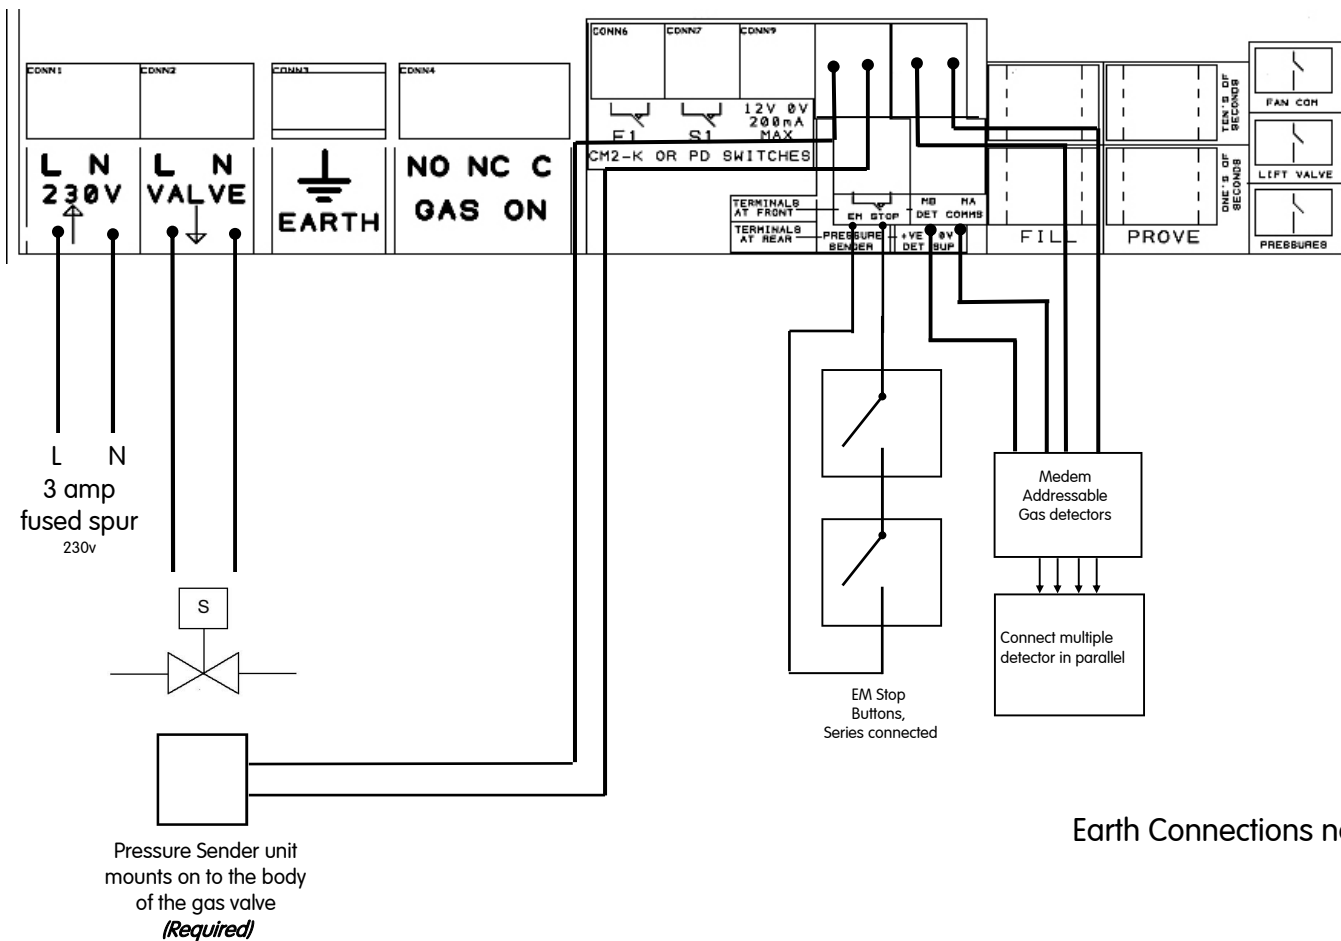 CONN6 CONN7 CONN9
CONN1 CONN2 CONN3 CONN4
12V 0V
200mA
F1 S1 MAX
CM2-K OR PD SWITCHES
L N L N
230V VALVE
EARTH
NO NC C
GAS ON
TERMINALS
AT FRONT
EM STOP
MB MA
DET COMMS
TERMINALS
AT REAR
PRESSURE
SENDER
+VE 0V
DET SUP
FILL PROVE
TEN'S OF
SECONDS
ONE'S OF
SECONDS
FAN COM
LIFT VALVE
PRESSURES
L N
3 amp
fused spur
230v
S
Pressure Sender unit
mounts on to the body
of the gas valve
(Required)
EM Stop
Buttons,
Series connected
Medem
Addressable
Gas detectors
Connect multiple
detector in parallel
Earth Connections